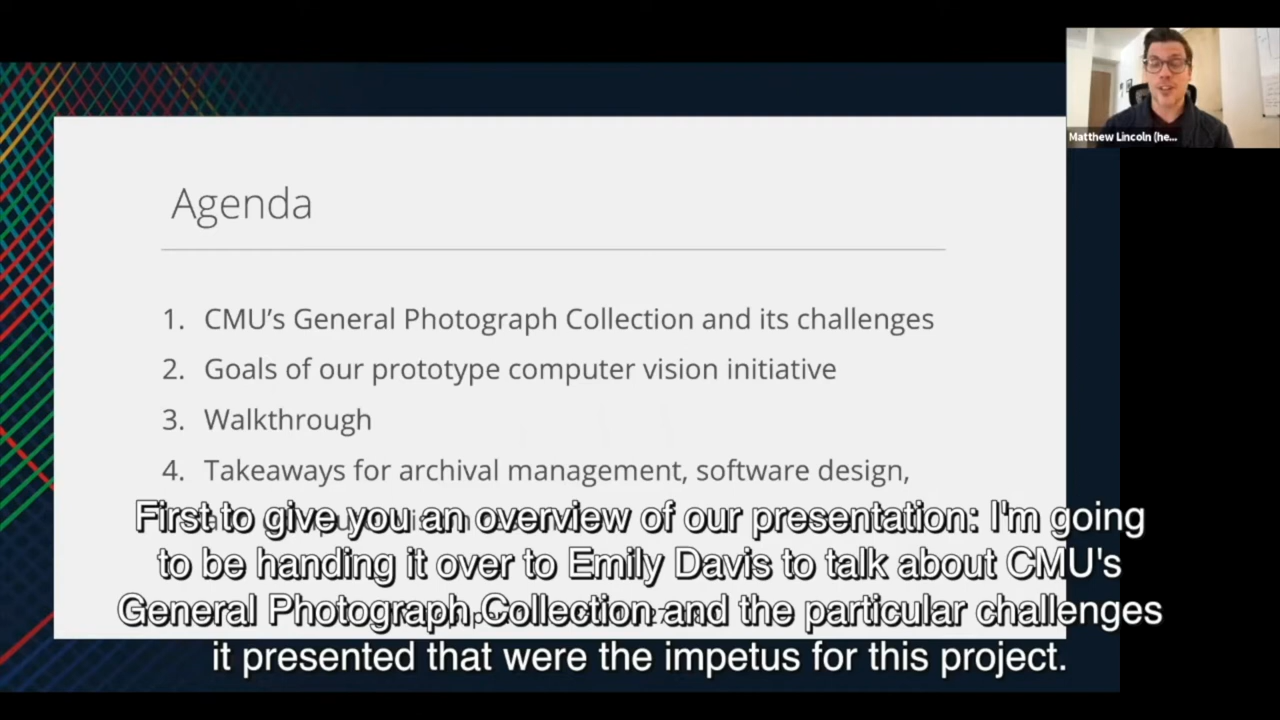 Matthew Lincoln (he...
Agenda
1. CMU’s General Photograph Collection and its challenges
2. Goals of our prototype computer vision initiative
3. Walkthrough
4. Takeaways for archival management, software design,
First to give you an overview of our presentation: I'm going
to be handing it over to Emily Davis to talk about CMU's
General Photograph Collection and the particular challenges
it presented that were the impetus for this project.